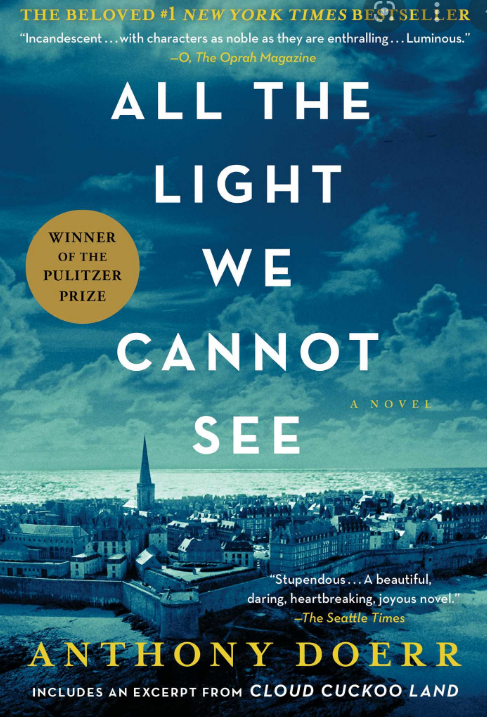 THE BELOVED #1 NEW YORK TIMES BESTSELLER
“Incandescent...with characters as noble as they are enthralling...Luminous.”
—O, The Oprah Magazine
ALL THE
LIGHT
WE
CANNOT
SEE
WINNER
OF THE
PULITZER
PRIZE
A NOVEL
“Stupendous...A beautiful,
daring, heartbreaking, joyous novel.”
—The Seattle Times
ANTHONY DOERR
INCLUDES AN EXCERPT FROM CLOUD CUCKOO LAND